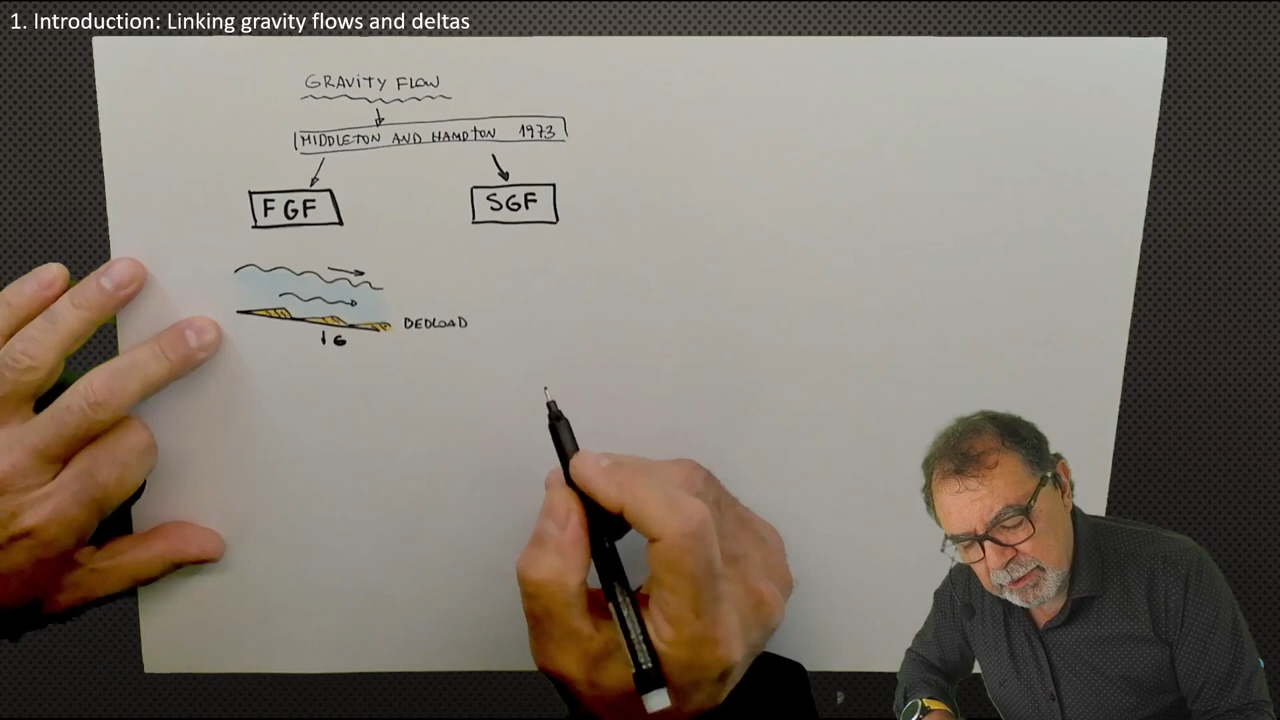 1. Introduction: Linking gravity flows and deltas
GRAVITY FLOW
MIDDLETON AND HAMPTON 1973
FGF
SGF
BEDLOAD
G